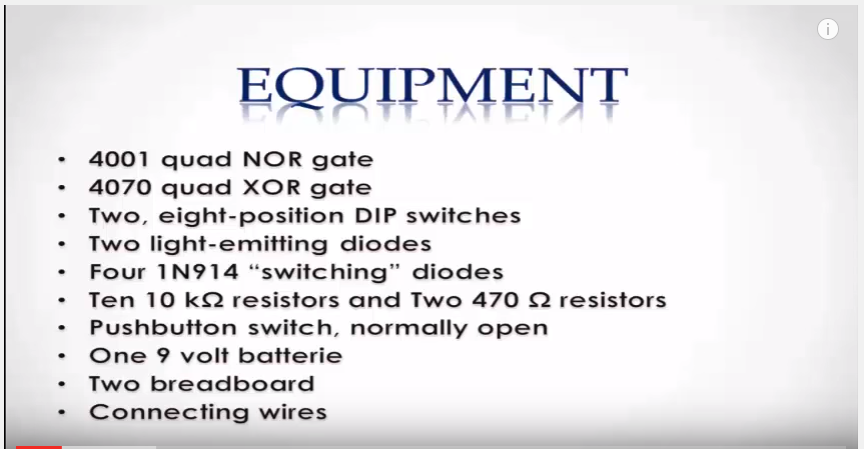 EQUIPMENT
• 4001 quad NOR gate
• 4070 quad XOR gate
• Two, eight-position DIP switches
• Two light-emitting diodes
• Four 1N914 “switching” diodes
• Ten 10 kΩ resistors and Two 470 Ω resistors
• Pushbutton switch, normally open
• One 9 volt batterie
• Two breadboard
• Connecting wires